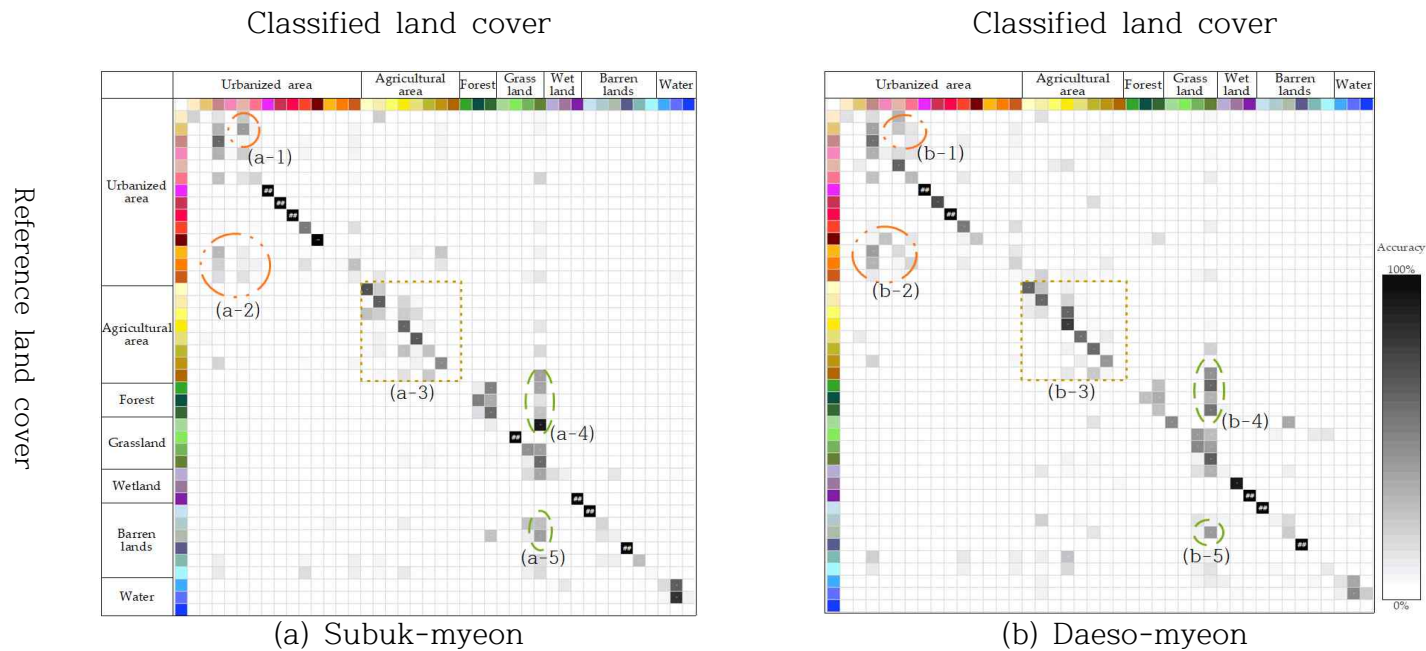 Classified land cover
Classified land cover
Urbanized area
Agricultural
area
Forest
Grass
land
Wet
land
Barren
lands
Water
Urbanized area
Agricultural
area
Forest
Grass
land
Wet
land
Barren
lands
Water
Reference land cover
Urbanized
area
Agricultural
area
Forest
Grassland
Wetland
Barren
lands
Water
(a-1)
##
##
##
(a-2)
(a-3)
(a-4)
##
##
##
(a-5)
##
(b-1)
##
##
(b-2)
(b-3)
(b-4)
##
##
(b-5)
##
Accuracy
100%
0%
(a) Subuk-myeon
(b) Daeso-myeon